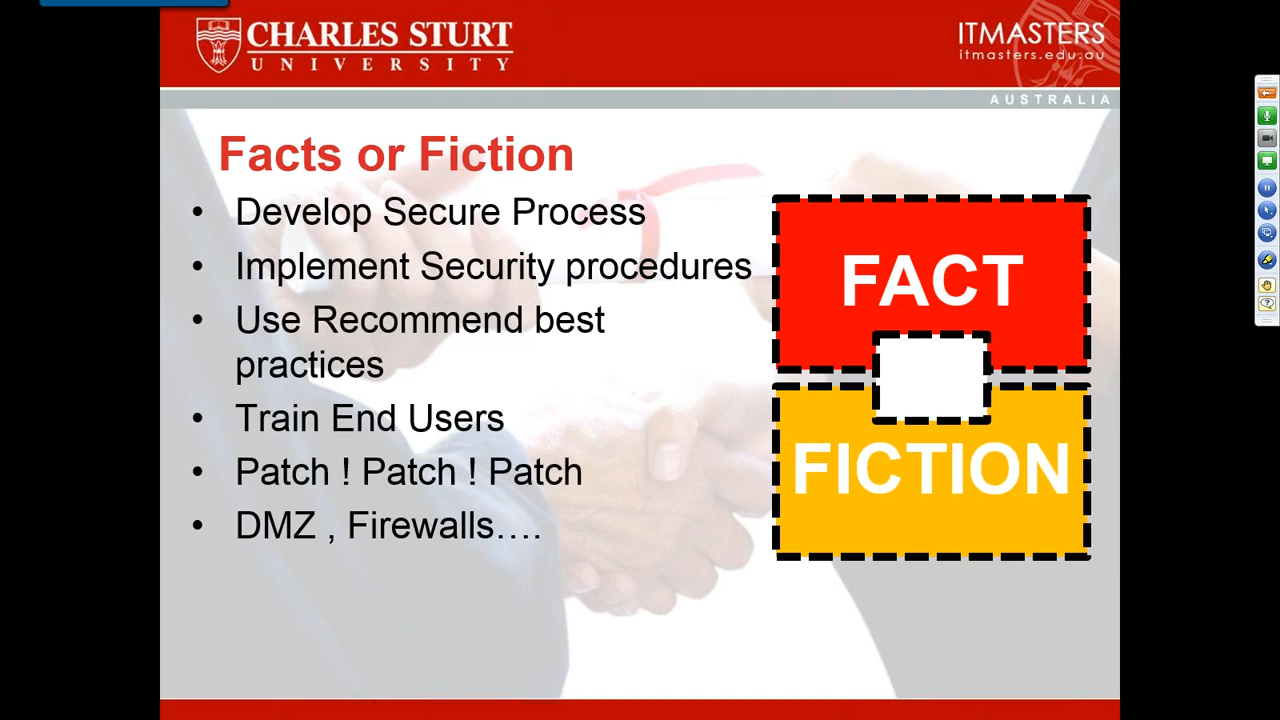 CHARLES STURT
UNIVERSITY
ITMASTERS
itmasters.edu.au
AUSTRALIA
Facts or Fiction
• Develop Secure Process
• Implement Security procedures
• Use Recommend best
practices
• Train End Users
• Patch ! Patch ! Patch
• DMZ , Firewalls….
FACT
FICTION